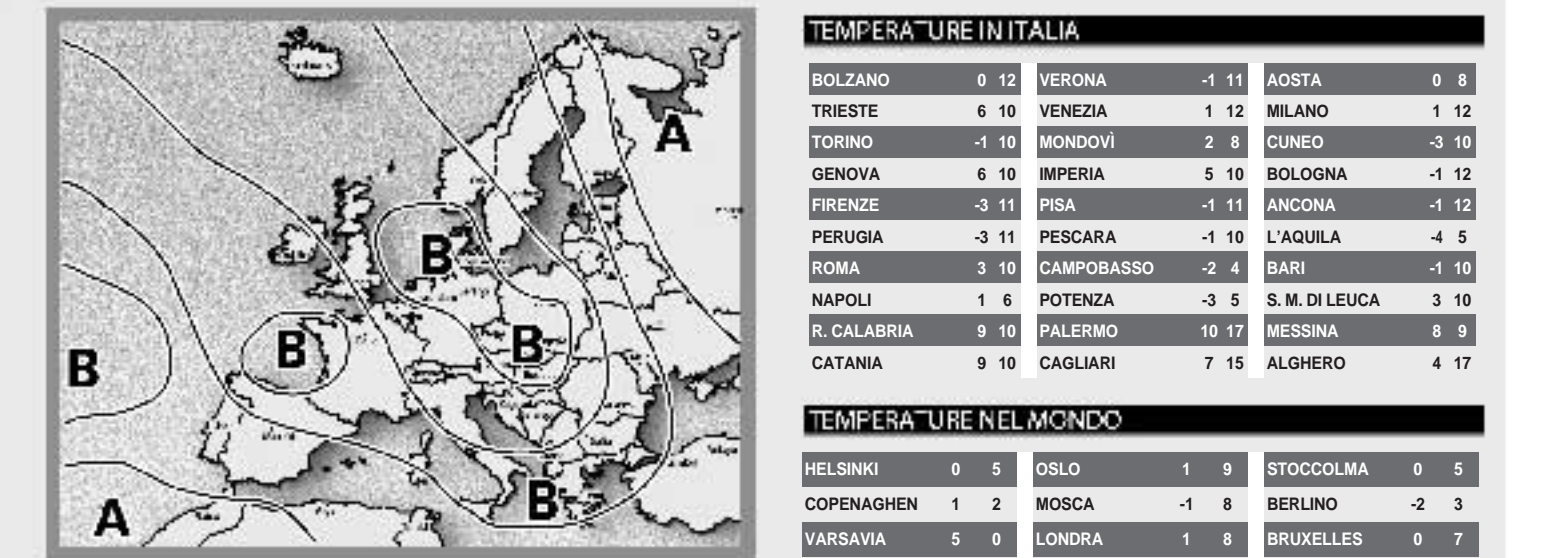 A
B
B
B
B
B
A
TEMPERATURE IN ITALIA
BOLZANO 0 12 VERONA -1 11 AOSTA 0 8
TRIESTE 6 10 VENEZIA 1 12 MILANO 1 12
TORINO -1 10 MONDOVÌ 2 8 CUNEO -3 10
GENOVA 6 10 IMPERIA 5 10 BOLOGNA -1 12
FIRENZE -3 11 PISA -1 11 ANCONA -1 12
PERUGIA -3 11 PESCARA -1 10 L'AQUILA -4 5
ROMA 3 10 CAMPOBASSO -2 4 BARI -1 10
NAPOLI 1 6 POTENZA -3 5 S. M. DI LEUCA 3 10
R. CALABRIA 9 10 PALERMO 10 17 MESSINA 8 9
CATANIA 9 10 CAGLIARI 7 15 ALGHERO 4 17
TEMPERATURE NEL MONDO
HELSINKI 0 5 OSLO 1 9 STOCCOLMA 0 5
COPENAGHEN 1 2 MOSCA -1 8 BERLINO -2 3
VARSAVIA 5 0 LONDRA 1 8 BRUXELLES 0 7